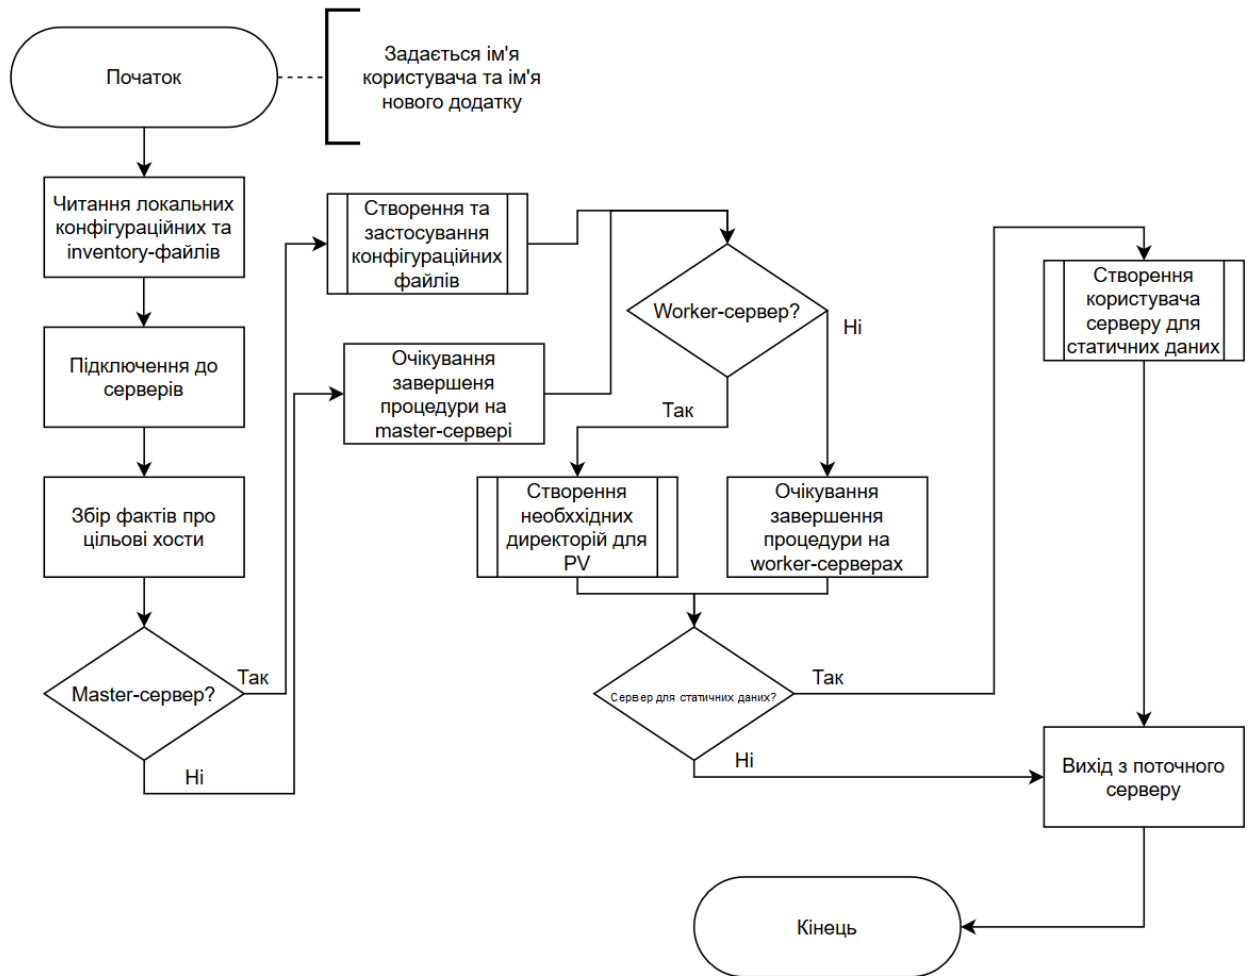 Початок
Задається ім'я
користувача та ім'я
нового додатку
Читання локальних
конфігураційних та
inventory-файлів
Підключення до
серверів
Збір фактів про
цільові хости
Master-сервер?
Так
Ні
Створення та
застосування
конфігураційних
файлів
Очікування
завершеня
процедури на
master-сервері
Worker-сервер?
Ні
Так
Створення
необххідних
директорій для
PV
Очікування
завершення
процедури на
worker-серверах
Сервер для статичних даних?
Так
Ні
Створення
користувача
серверу для
статичних даних
Вихід з поточного
серверу
Кінець